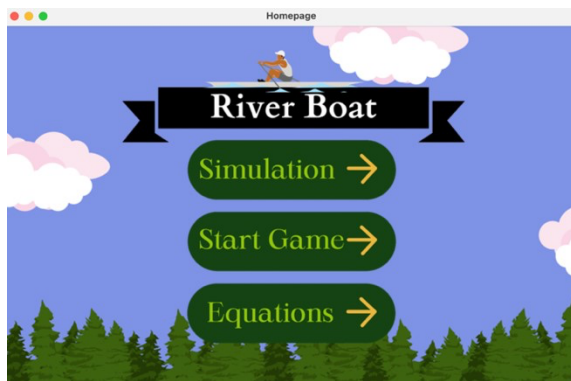 Homepage
River Boat
Simulation
Start Game
Equations